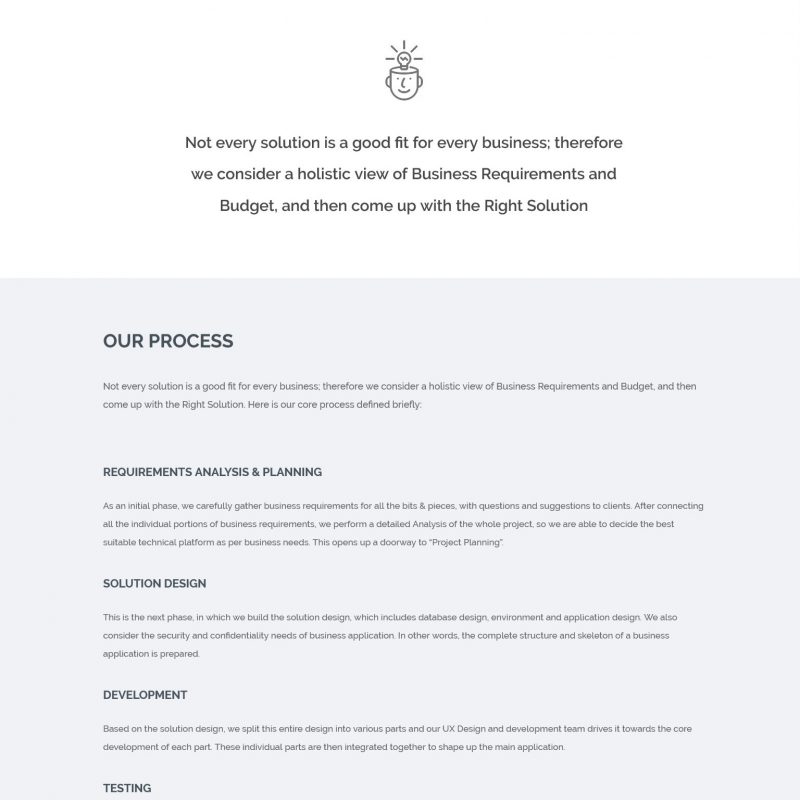 Not every solution is a good fit for every business; therefore
we consider a holistic view of Business Requirements and
Budget, and then come up with the Right Solution
OUR PROCESS
Not every solution is a good fit for every business; therefore we consider a holistic view of Business Requirements and Budget, and then
come up with the Right Solution. Here is our core process defined briefly:
REQUIREMENTS ANALYSIS & PLANNING
As an initial phase, we carefully gather business requirements for all the bits & pieces, with questions and suggestions to clients. After connecting
all the individual portions of business requirements, we perform a detailed Analysis of the whole project, so we are able to decide the best
suitable technical platform as per business needs. This opens up a doorway to “Project Planning”.
SOLUTION DESIGN
This is the next phase, in which we build the solution design, which includes database design, environment and application design. We also
consider the security and confidentiality needs of business application. In other words, the complete structure and skeleton of a business
application is prepared.
DEVELOPMENT
Based on the solution design, we split this entire design into various parts and our UX Design and development team drives it towards the core
development of each part. These individual parts are then integrated together to shape up the main application.
TESTING